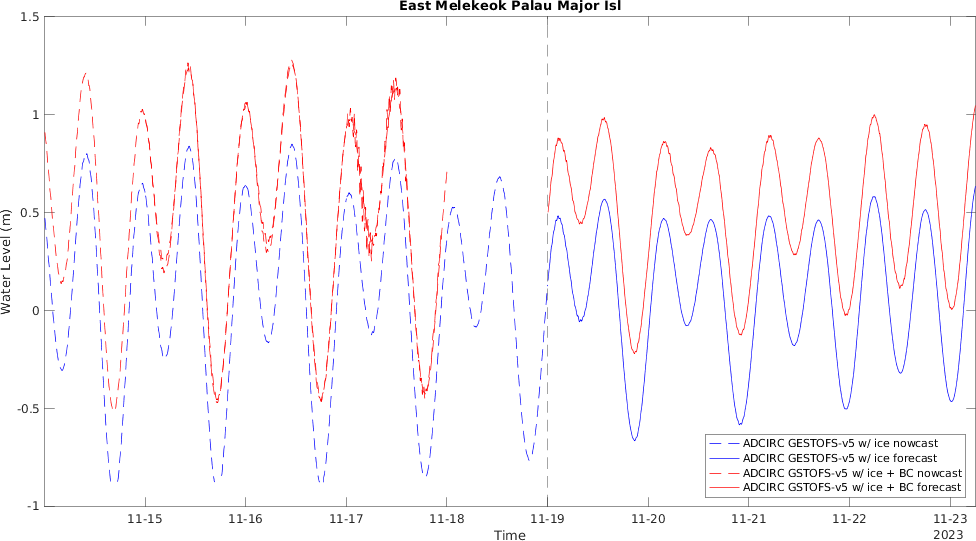 East Melekeok Palau Major Isl
1.5
1
0.5
0
-0.5
-1
Water Level (m)
ADCIRC GESTOFS-v5 w/ ice nowcast
ADCIRC GESTOFS-v5 w/ ice forecast
ADCIRC GSTOFS-v5 w/ ice + BC nowcast
ADCIRC GSTOFS-v5 w/ ice + BC forecast
11-15 11-16 11-17 11-18 11-19 11-20 11-21 11-22 11-23
Time
2023